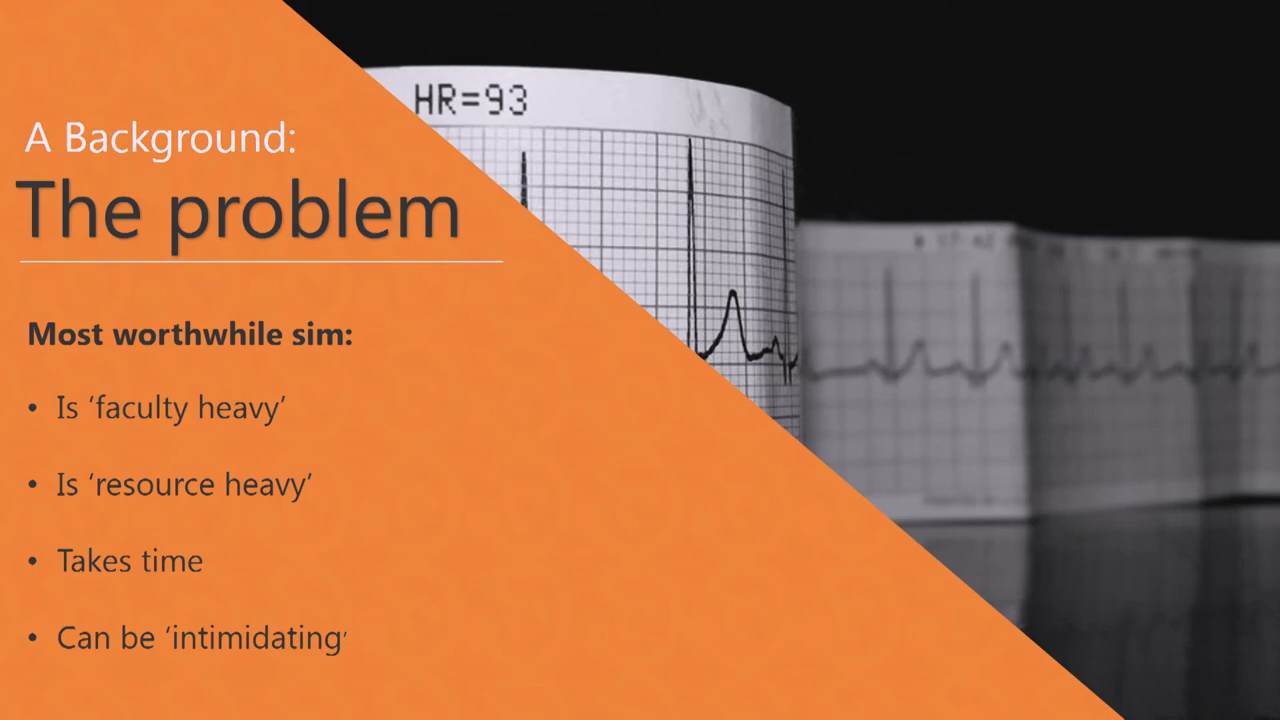 HR=93
A Background:
The problem
Most worthwhile sim:
• Is ‘faculty heavy’
• Is ‘resource heavy’
• Takes time
• Can be ‘intimidating’